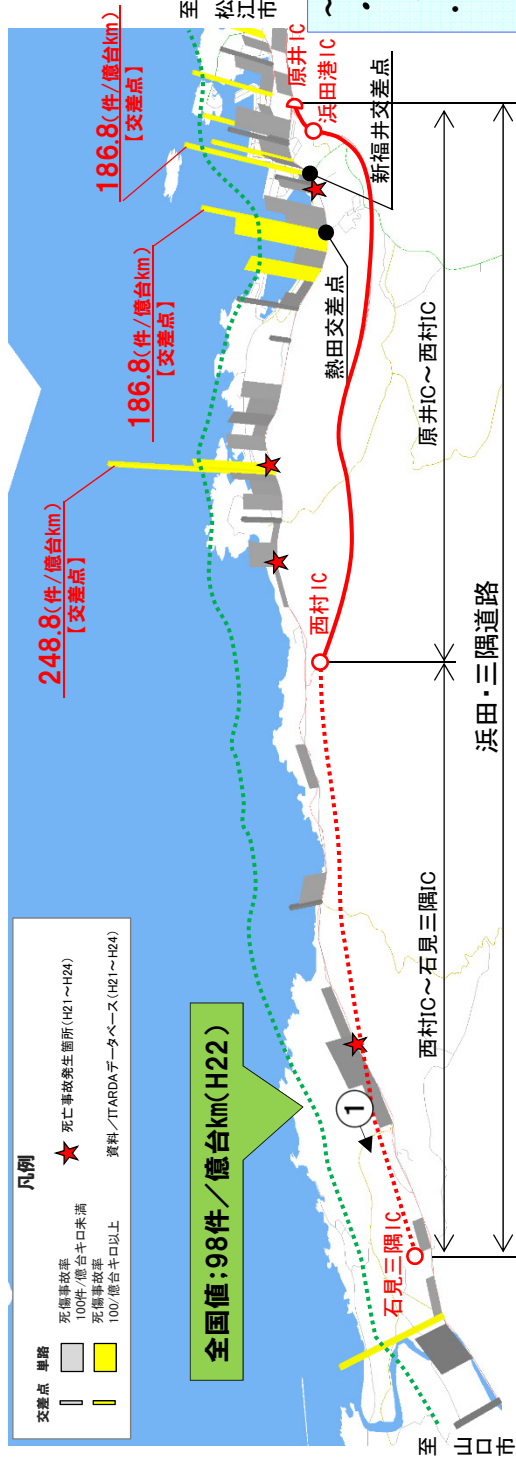 凡例
交差点 単路
死傷事故率
100件/億台キロ未満
死傷事故率
100/億台キロ以上
死亡事故発生箇所(H21～H24)
資料/ITARDAデータベース(H21～H24)
全国値;98件/億台km(H22)
248.8(件/億台km)
【交差点】
186.8(件/億台km)
【交差点】
186.8(件/億台km)
【交差点】
至 松江市
原井IC
浜田港IC
新福井交差点
熱田交差点
西村IC
①
石見三隅IC
至 山口市
西村IC～石見三隅IC
原井IC～西村IC
浜田・三隅道路
～
・
・